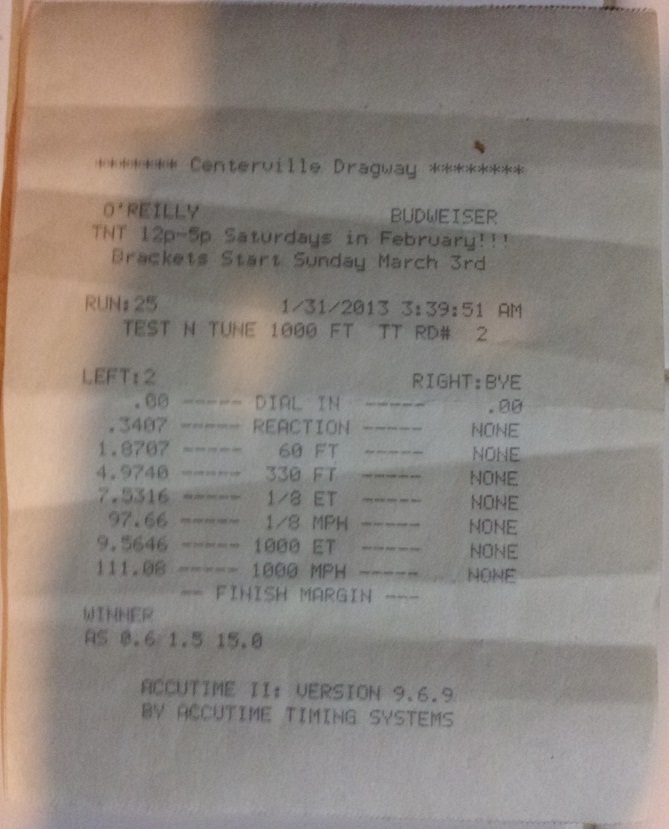 ******* Centerville Dragway ********
O'REILLY BUDWEISER
TNT 12p-5p Saturdays in February!!!
Brackets Start Sunday March 3rd
RUN:25 1/31/2013 3:39:51 AM
TEST N TUNE 1000 FT TT RD# 2
LEFT:2 RIGHT:BYE
.00 ----- DIAL IN ----- .00
.3407 ----- REACTION ----- NONE
1.8707 ----- 60 FT ----- NONE
4.9740 ----- 330 FT ----- NONE
7.5316 ----- 1/8 ET ----- NONE
97.66 ----- 1/8 MPH ----- NONE
9.5646 ----- 1000 ET ----- NONE
111.08 ----- 1000 MPH ----- NONE
-- FINISH MARGIN ---
WINNER
AS 0.6 1.5 15.0
ACCUTIME II: VERSION 9.6.9
BY ACCUTIME TIMING SYSTEMS